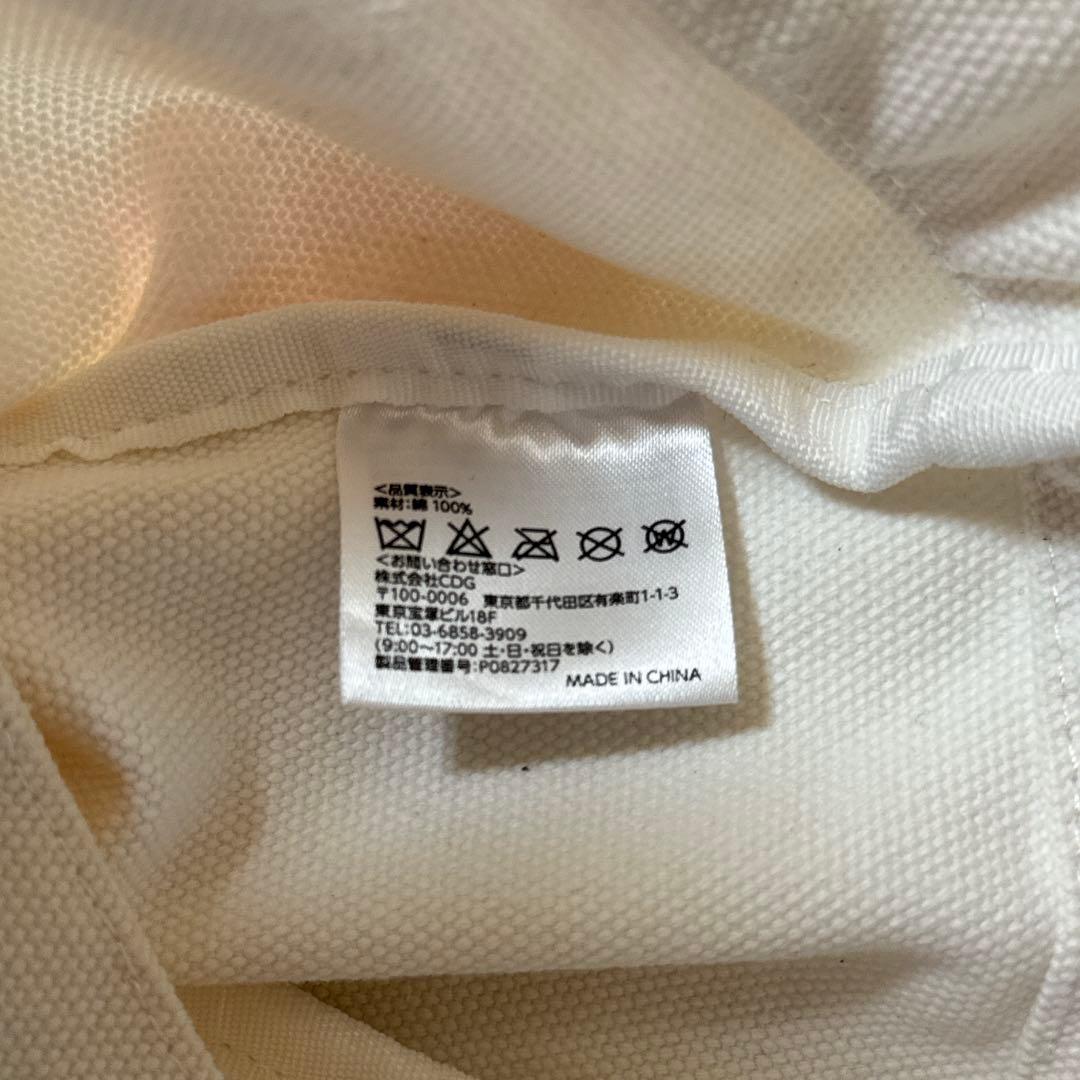 <品質表示>
素材:綿 100%
W
<お問い合わせ窓口>
株式会社CDG
〒100-0006 東京都千代田区有楽町1-1-3
東京宝塚ビル18F
TEL:03-6858-3909
(9:00〜17:00 土・日・祝日を除く)
製品管理番号:P0827317
MADE IN CHINA